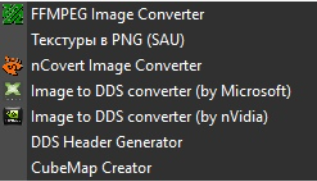 FFMPEG Image Converter
Текстуры в PNG (SAU)
nCovert Image Converter
Image to DDS converter (by Microsoft)
Image to DDS converter (by nVidia)
DDS Header Generator
CubeMap Creator